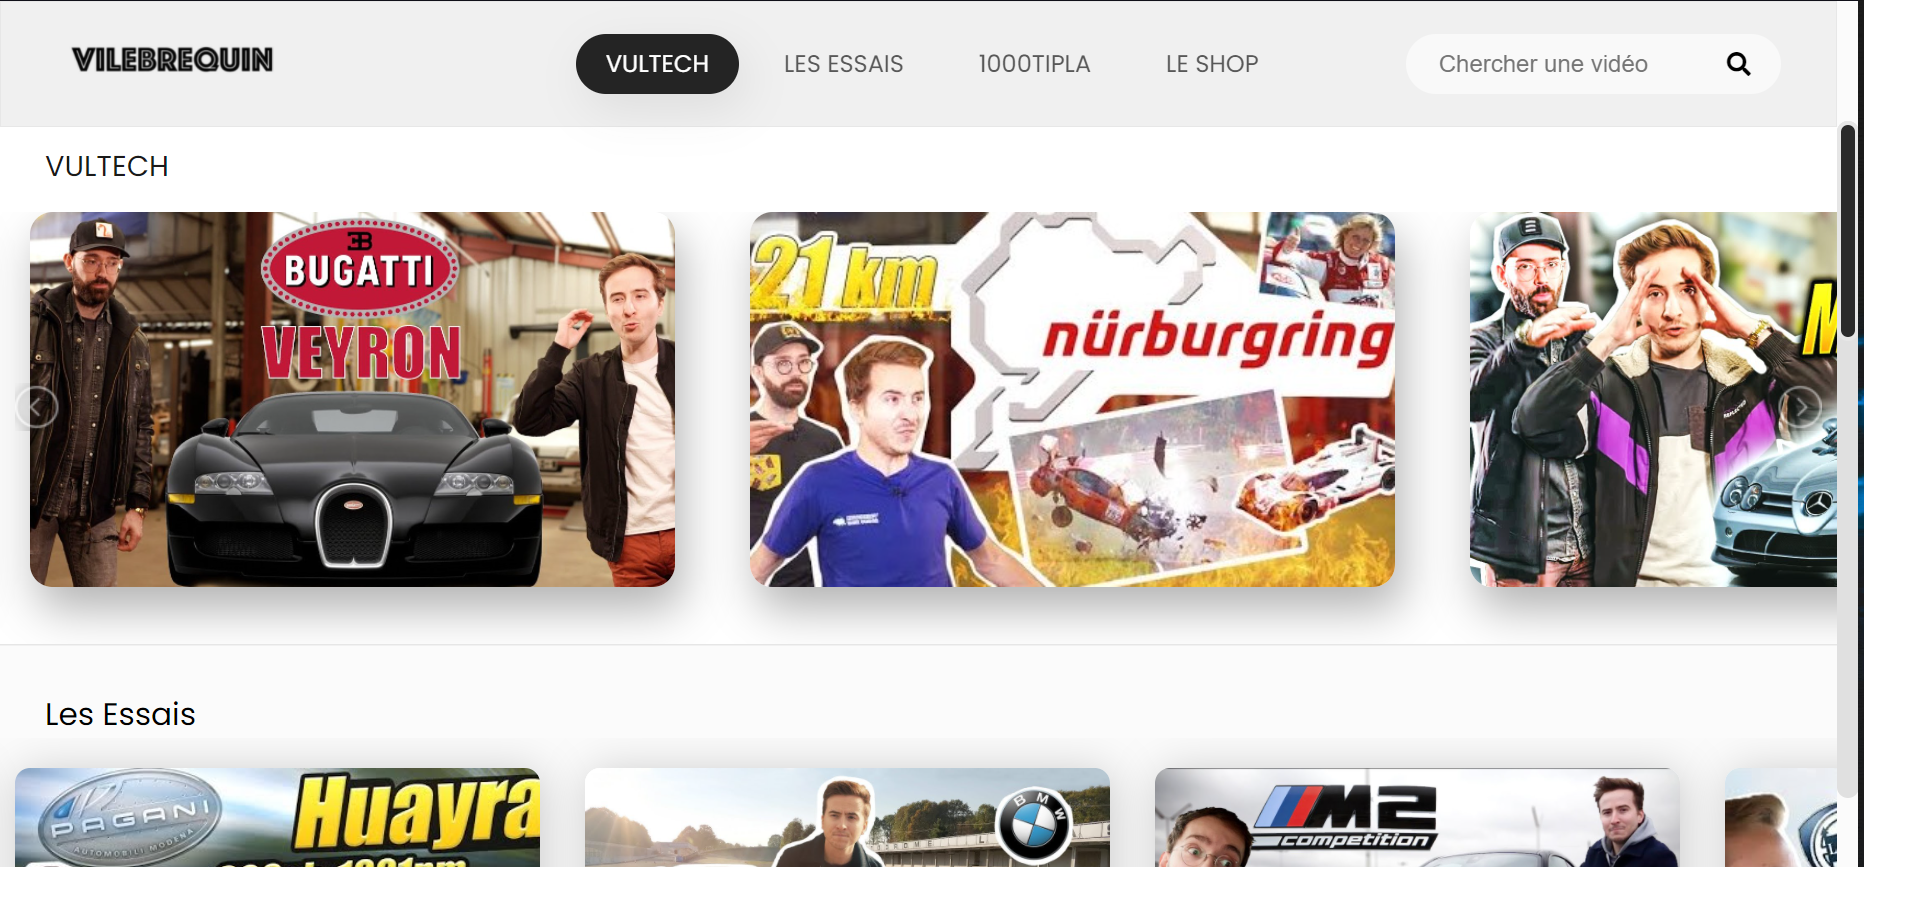 VILEBREQUIN
VULTECH
LES ESSAIS
1000TIPLA
LE SHOP
Chercher une vidéo
VULTECH
EB
BUGATTI
VEYRON
21 km
nürburgring
Les Essais
PAGANI
AUTOMOBILI MODENA
Huayra
BMW
M2
competition